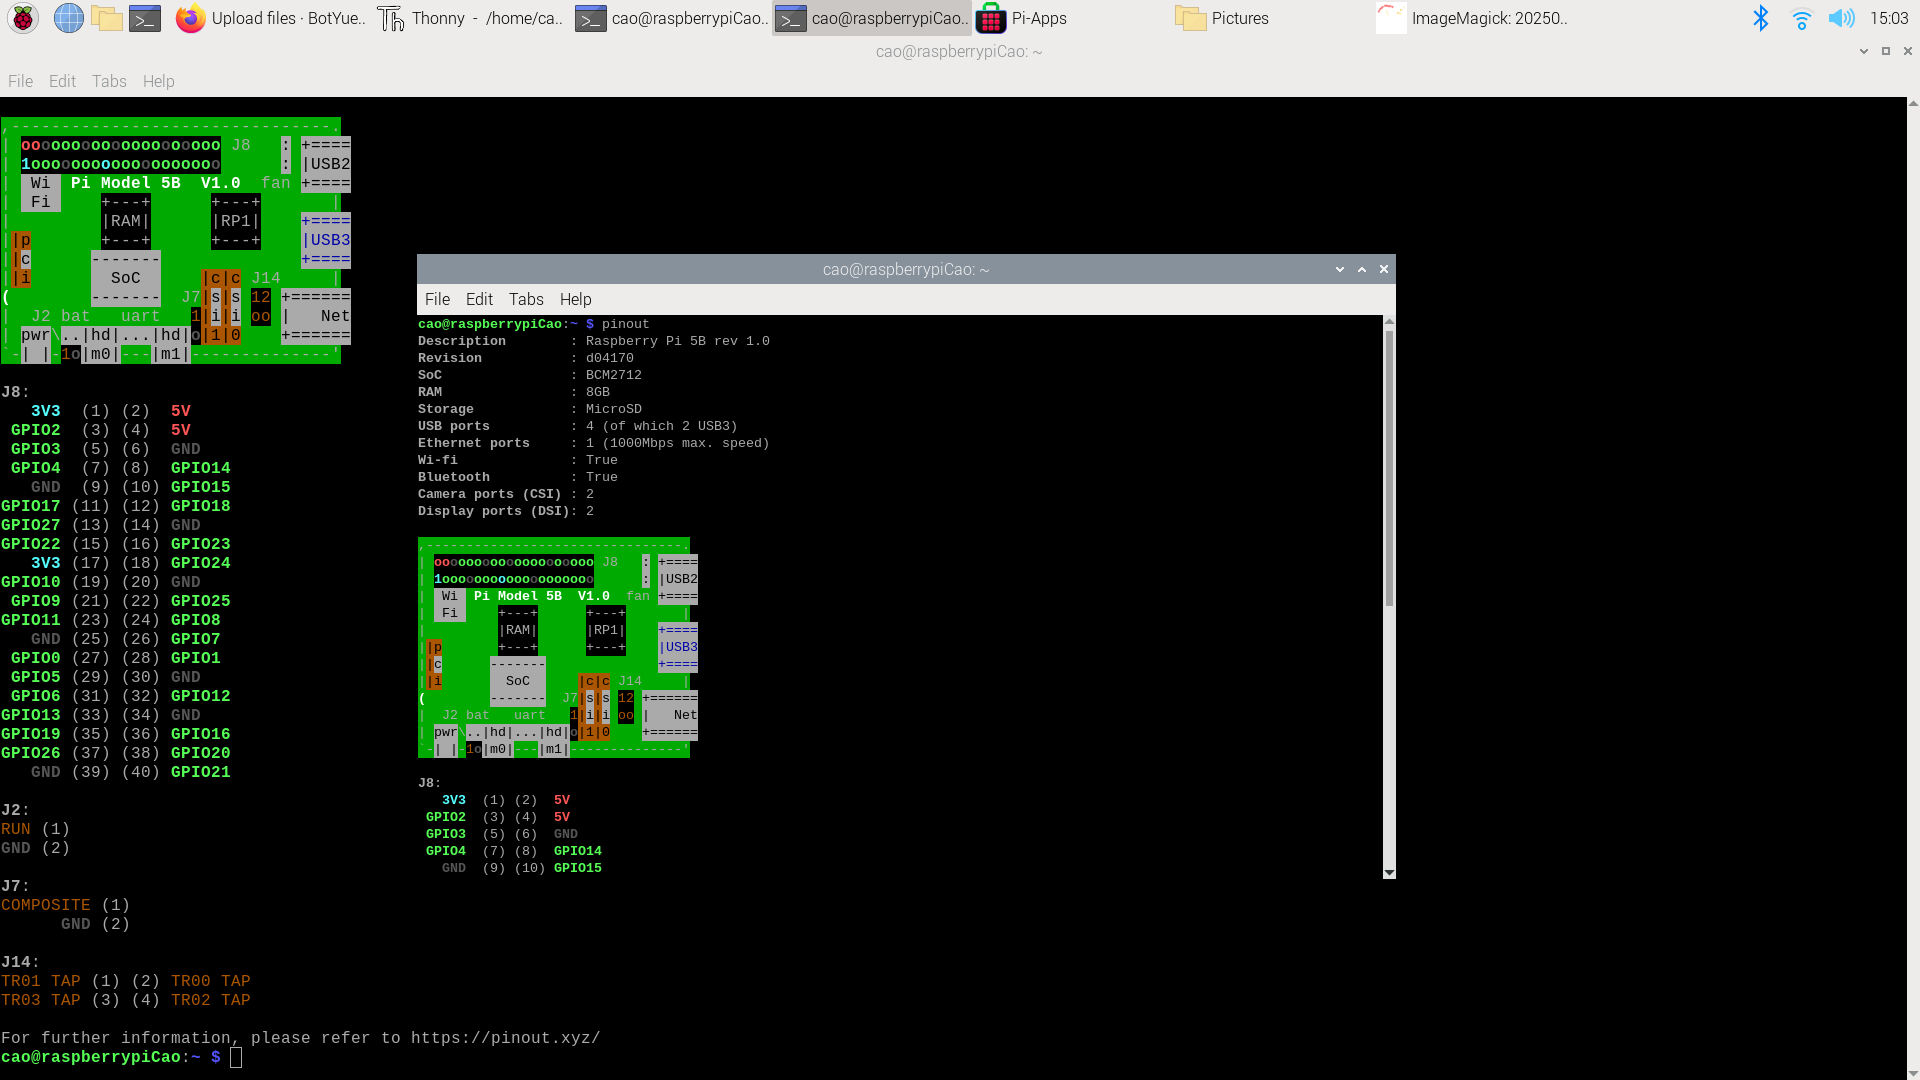 Upload files · BotYue..
Thonny - /home/ca..
cao@raspberrypiCao..
cao@raspberrypiCao..
Pi-Apps
Pictures
ImageMagick: 20250..
15:03
cao@raspberrypiCao: ~
File Edit Tabs Help
,--------------------------------.
| oooooooooooooooooooo J8   : +====
| 1ooooooooooooooooooo      : |USB2
|  Wi  Pi Model 5B  V1.0  fan +====
|  Fi     +---+      +---+       |
|         |RAM|      |RP1|    +====
||p       +---+      +---+    |USB3
||c      -------              +====
||i        SoC      |c|c J14     |
(        -------  J7|s|s 12 +======
|  J2 bat   uart   1|i|i oo |   Net
| pwr\..|hd|...|hd|o|1|0    +======
`-| |-1o|m0|---|m1|--------------'
J8:
   3V3  (1) (2)  5V
 GPIO2  (3) (4)  5V
 GPIO3  (5) (6)  GND
 GPIO4  (7) (8)  GPIO14
   GND  (9) (10) GPIO15
GPIO17 (11) (12) GPIO18
GPIO27 (13) (14) GND
GPIO22 (15) (16) GPIO23
   3V3 (17) (18) GPIO24
GPIO10 (19) (20) GND
 GPIO9 (21) (22) GPIO25
GPIO11 (23) (24) GPIO8
   GND (25) (26) GPIO7
 GPIO0 (27) (28) GPIO1
 GPIO5 (29) (30) GND
 GPIO6 (31) (32) GPIO12
GPIO13 (33) (34) GND
GPIO19 (35) (36) GPIO16
GPIO26 (37) (38) GPIO20
   GND (39) (40) GPIO21
J2:
RUN (1)
GND (2)
J7:
COMPOSITE (1)
      GND (2)
J14:
TR01 TAP (1) (2) TR00 TAP
TR03 TAP (3) (4) TR02 TAP
For further information, please refer to https://pinout.xyz/
cao@raspberrypiCao:~ $
cao@raspberrypiCao: ~
File Edit Tabs Help
cao@raspberrypiCao:~ $ pinout
Description        : Raspberry Pi 5B rev 1.0
Revision           : d04170
SoC                : BCM2712
RAM                : 8GB
Storage            : MicroSD
USB ports          : 4 (of which 2 USB3)
Ethernet ports     : 1 (1000Mbps max. speed)
Wi-fi              : True
Bluetooth          : True
Camera ports (CSI) : 2
Display ports (DSI): 2
,--------------------------------.
| oooooooooooooooooooo J8   : +====
| 1ooooooooooooooooooo      : |USB2
|  Wi  Pi Model 5B  V1.0  fan +====
|  Fi     +---+      +---+       |
|         |RAM|      |RP1|    +====
||p       +---+      +---+    |USB3
||c      -------              +====
||i        SoC      |c|c J14     |
(        -------  J7|s|s 12 +======
|  J2 bat   uart   1|i|i oo |   Net
| pwr\..|hd|...|hd|o|1|0    +======
`-| |-1o|m0|---|m1|--------------'
J8:
   3V3  (1) (2)  5V
 GPIO2  (3) (4)  5V
 GPIO3  (5) (6)  GND
 GPIO4  (7) (8)  GPIO14
   GND  (9) (10) GPIO15